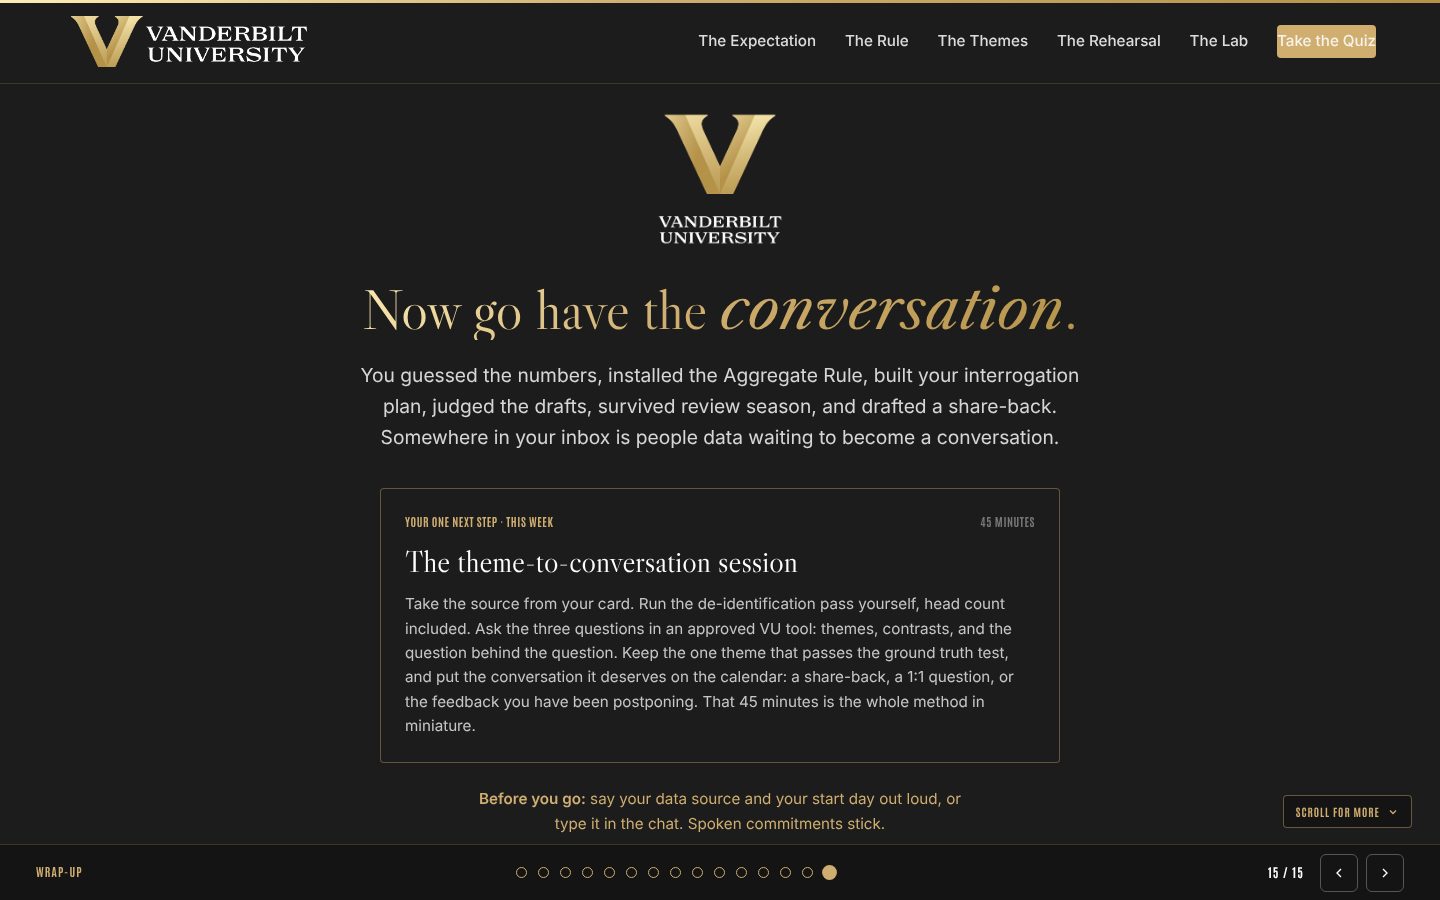 VANDERBILT
UNIVERSITY
The Expectation
The Rule
The Themes
The Rehearsal
The Lab
Take the Quiz
VANDERBILT
UNIVERSITY
Now go have the conversation.
You guessed the numbers, installed the Aggregate Rule, built your interrogation
plan, judged the drafts, survived review season, and drafted a share-back.
Somewhere in your inbox is people data waiting to become a conversation.
YOUR ONE NEXT STEP · THIS WEEK
45 MINUTES
The theme-to-conversation session
Take the source from your card. Run the de-identification pass yourself, head count
included. Ask the three questions in an approved VU tool: themes, contrasts, and the
question behind the question. Keep the one theme that passes the ground truth test,
and put the conversation it deserves on the calendar: a share-back, a 1:1 question, or
the feedback you have been postponing. That 45 minutes is the whole method in
miniature.
Before you go: say your data source and your start day out loud, or
type it in the chat. Spoken commitments stick.
SCROLL FOR MORE
WRAP-UP
15 / 15